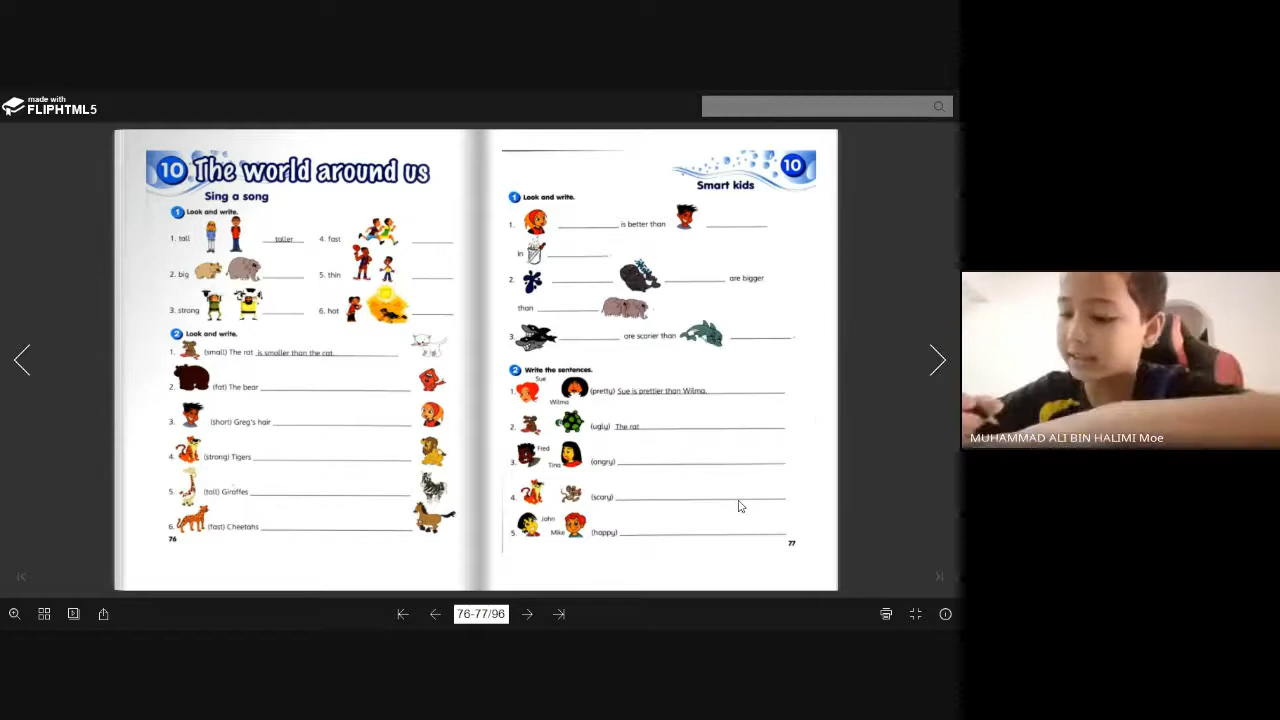 made with
FLIPHTML5
10 The world around us
Sing a song
1 Look and write.
1. tall taller 4. fast
2. big 5. thin
3. strong 6. hot
2 Look and write.
1. (small) The rat is smaller than the cat.
2. (fat) The bear
3. (short) Greg's hair
4. (strong) Tigers
5. (tall) Giraffes
6. (fast) Cheetahs
76
10
Smart kids
1 Look and write.
1. is better than
in .
2. are bigger
than
3. are scarier than .
2 Write the sentences.
Sue
1. (pretty) Sue is prettier than Wilma.
Wilma
2. (ugly) The rat
Fred
3. (angry)
Tina
4. (scary)
John
5. Mike (happy)
77
MUHAMMAD ALI BIN HALIMI Moe
76-77/96